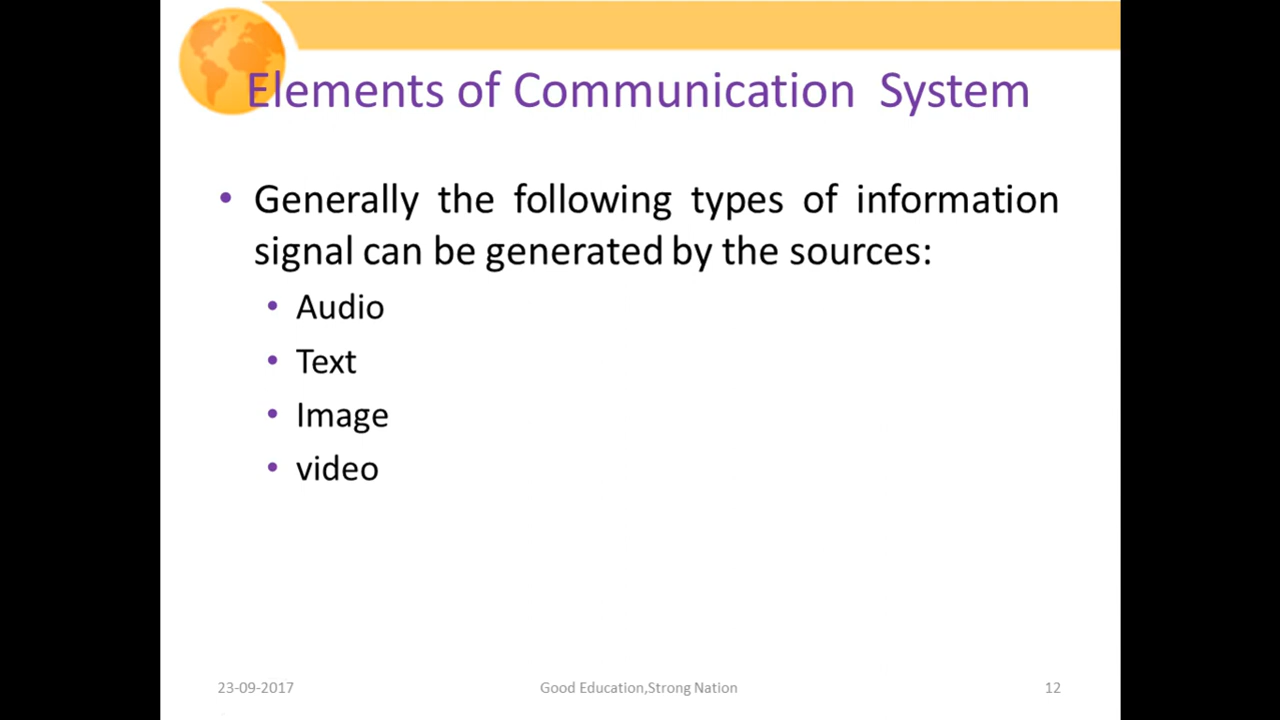 Elements of Communication System
• Generally the following types of information
signal can be generated by the sources:
• Audio
• Text
• Image
• video
23-09-2017 Good Education,Strong Nation 12